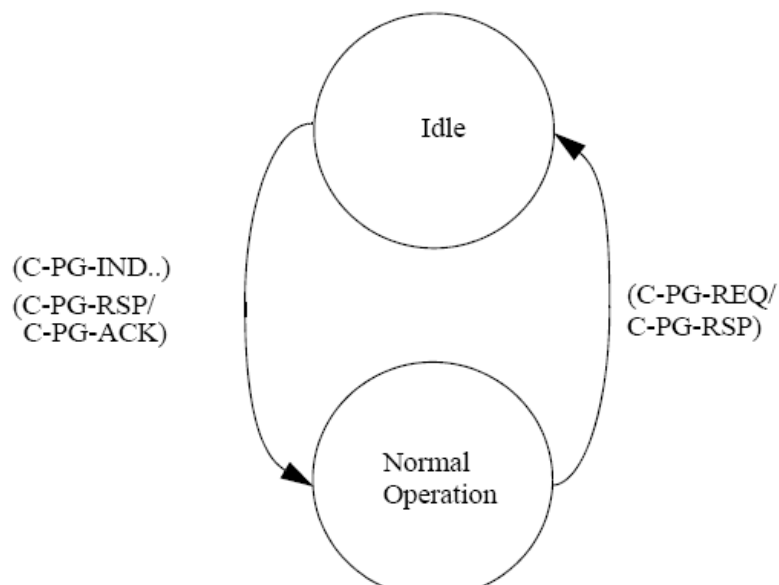 Idle
(C-PG-IND..)
(C-PG-RSP/
C-PG-ACK)
(C-PG-REQ/
C-PG-RSP)
Normal
Operation